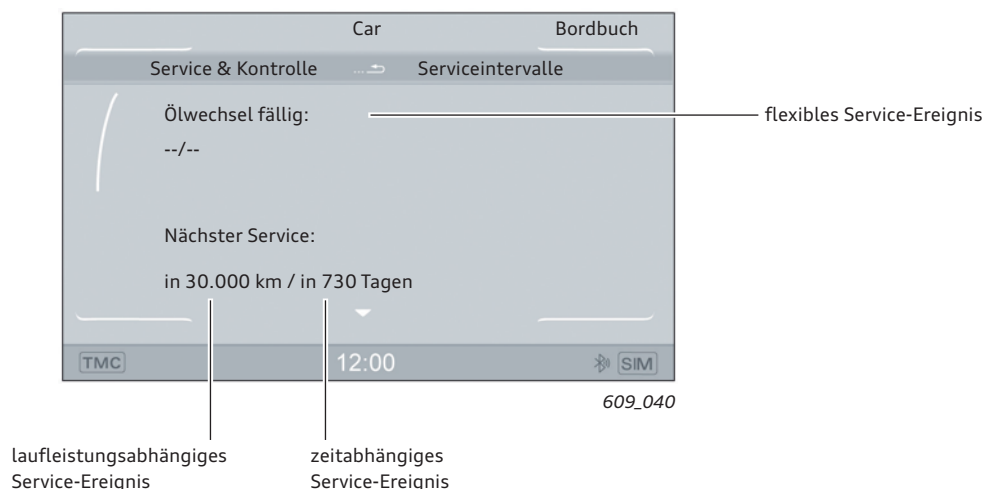 Car Bordbuch
Service & Kontrolle ... Serviceintervalle
Ölwechsel fällig: flexibles Service-Ereignis
--/--
Nächster Service:
in 30.000 km / in 730 Tagen
TMC 12:00 SIM
609_040
laufleistungsabhängiges
Service-Ereignis
zeitabhängiges
Service-Ereignis